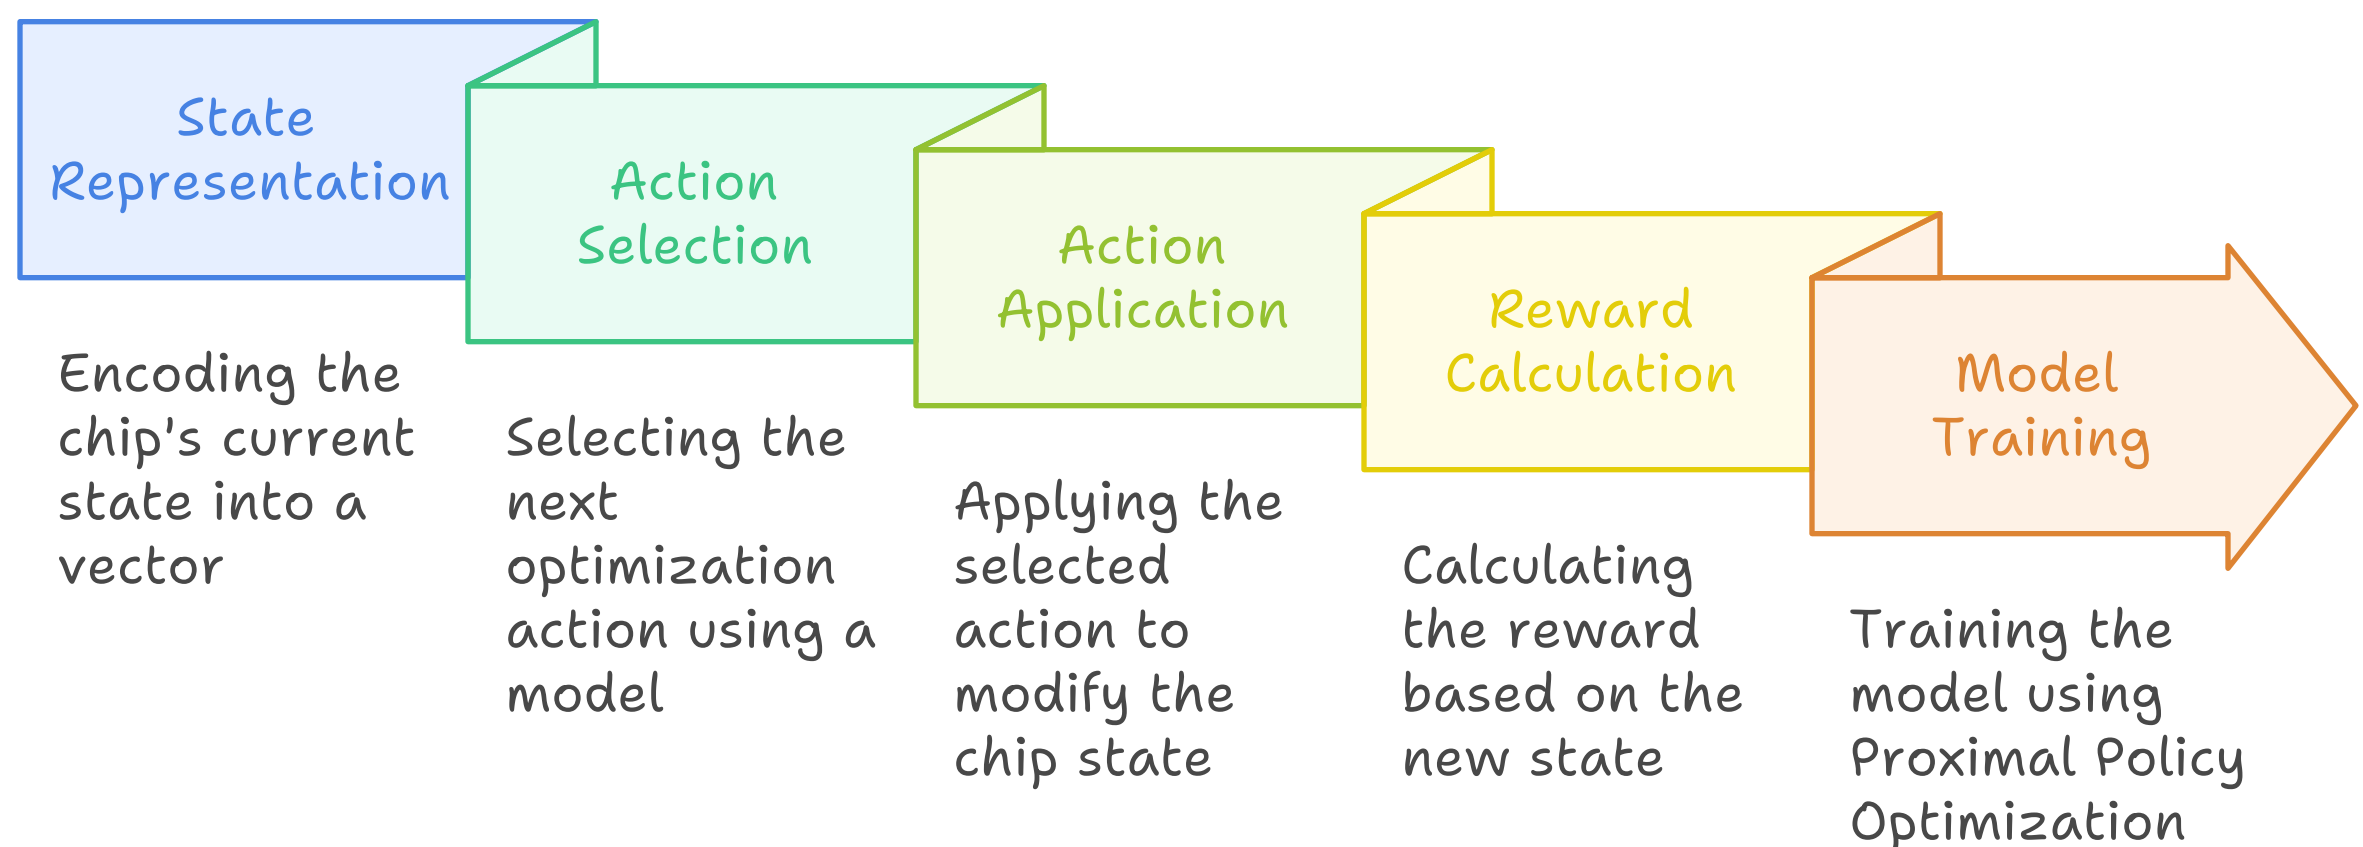 State
Representation
Action
Selection
Action
Application
Reward
Calculation
Model
Training
Encoding the
chip's current
state into a
vector
Selecting the
next
optimization
action using a
model
Applying the
selected
action to
modify the
chip state
Calculating
the reward
based on the
new state
Training the
model using
Proximal Policy
Optimization